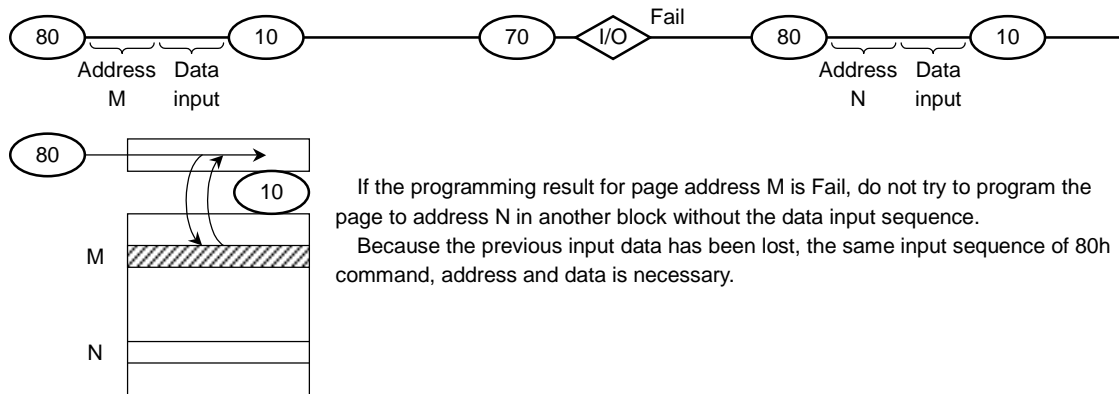 Fail
80 10 70 I/O 80 10
Address Data Address Data
M input N input
80
10
If the programming result for page address M is Fail, do not try to program the
page to address N in another block without the data input sequence.
Because the previous input data has been lost, the same input sequence of 80h
command, address and data is necessary.
M
N